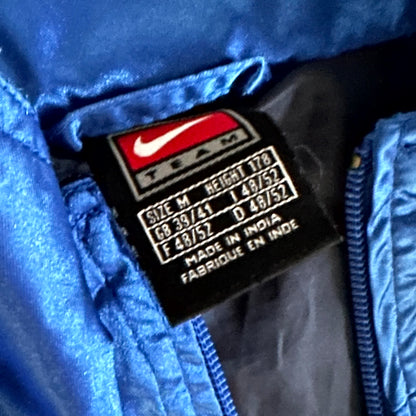 TEAM
SIZE M HEIGHT 178
GB 39/41 I 48/52
F 48/52 D 48/52
MADE IN INDIA
FABRIQUE EN INDE